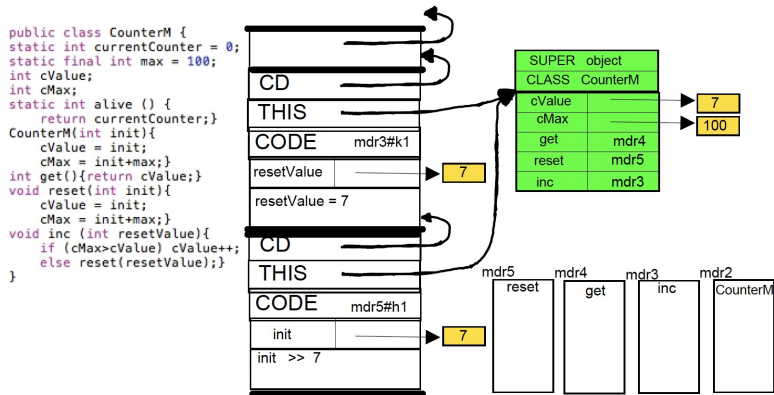 public class CounterM {
static int currentCounter = 0;
static final int max = 100;
int cValue;
int cMax;
static int alive () {
    return currentCounter;}
CounterM(int init){
    cValue = init;
    cMax = init+max;}
int get(){return cValue;}
void reset(int init){
    cValue = init;
    cMax = init+max;}
void inc (int resetValue){
    if (cMax>cValue) cValue++;
    else reset(resetValue);}
}
CD
THIS
CODE mdr3#k1
resetValue 7
resetValue = 7
CD
THIS
CODE mdr5#h1
init 7
init >> 7
SUPER object
CLASS CounterM
cValue 7
cMax 100
get mdr4
reset mdr5
inc mdr3
mdr5 mdr4 mdr3 mdr2
reset get inc CounterM